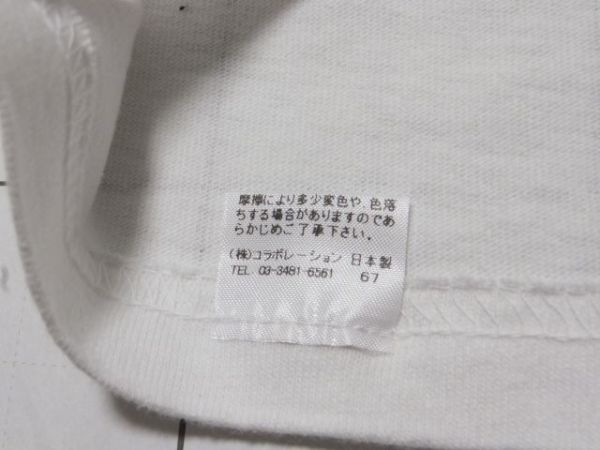 摩擦により多少変色や、色落
ちする場合がありますのであ
らかじめご了承下さい。
(株)コラボレーション 日本製
TEL 03-3481-6561 67